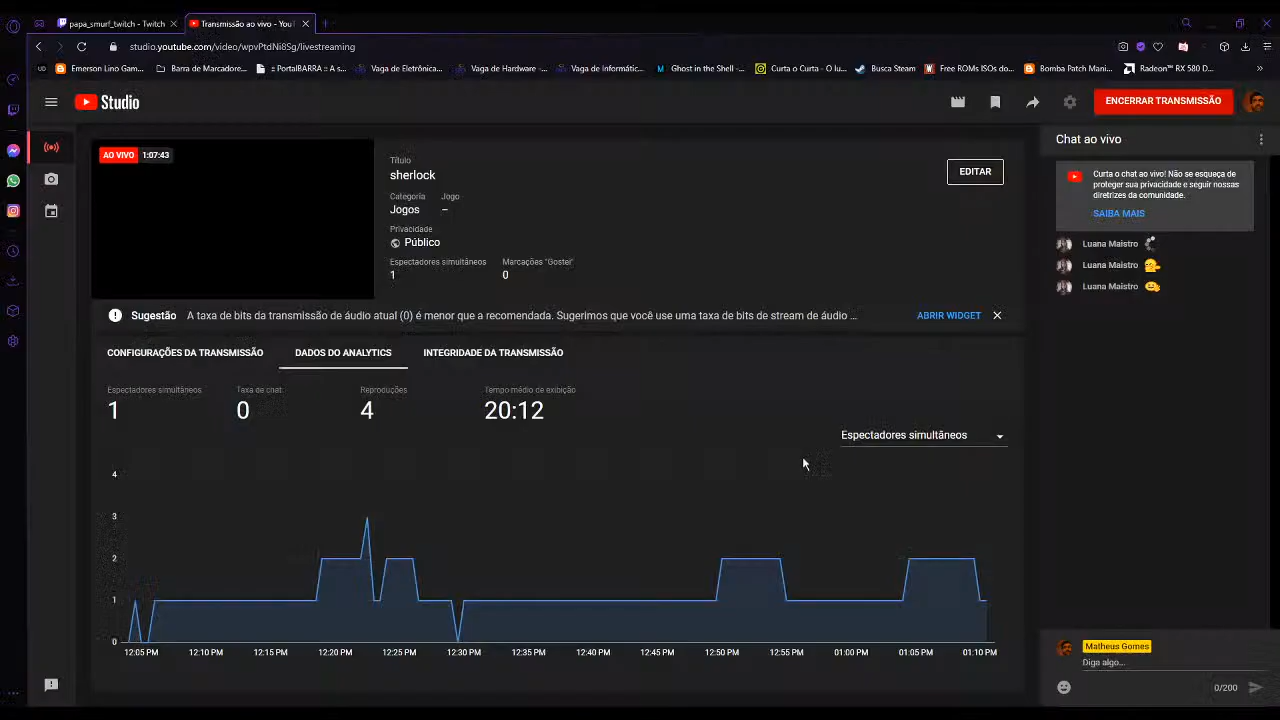 papa_smurf_twitch - Twitch
Transmissão ao vivo - You
studio.youtube.com/video/wpvPtdNi8Sg/livestreaming
Emerson Lino Gam...
Barra de Marcadore...
:: PortalBARRA :: A s...
Vaga de Eletrônica...
Vaga de Hardware -...
Vaga de Informátic...
Ghost in the Shell -...
Curta o Curta - O lu...
Busca Steam
Free ROMs ISOs do...
Bomba Patch Mani...
Radeon™ RX 580 D...
Studio
ENCERRAR TRANSMISSÃO
AO VIVO 1:07:43
Título
sherlock
EDITAR
Categoria Jogo
Jogos –
Privacidade
Público
Espectadores simultâneos Marcações "Gostei"
1 0
Sugestão A taxa de bits da transmissão de áudio atual (0) é menor que a recomendada. Sugerimos que você use uma taxa de bits de stream de áudio ...
ABRIR WIDGET
CONFIGURAÇÕES DA TRANSMISSÃO DADOS DO ANALYTICS INTEGRIDADE DA TRANSMISSÃO
Espectadores simultâneos Taxa de chat Reproduções Tempo médio de exibição
1 0 4 20:12
Espectadores simultâneos
4
3
2
1
0
12:05 PM 12:10 PM 12:15 PM 12:20 PM 12:25 PM 12:30 PM 12:35 PM 12:40 PM 12:45 PM 12:50 PM 12:55 PM 01:00 PM 01:05 PM 01:10 PM
Chat ao vivo
Curta o chat ao vivo! Não se esqueça de
proteger sua privacidade e seguir nossas
diretrizes da comunidade.
SAIBA MAIS
Luana Maistro
Luana Maistro
Luana Maistro
Matheus Gomes
Diga algo...
0/200